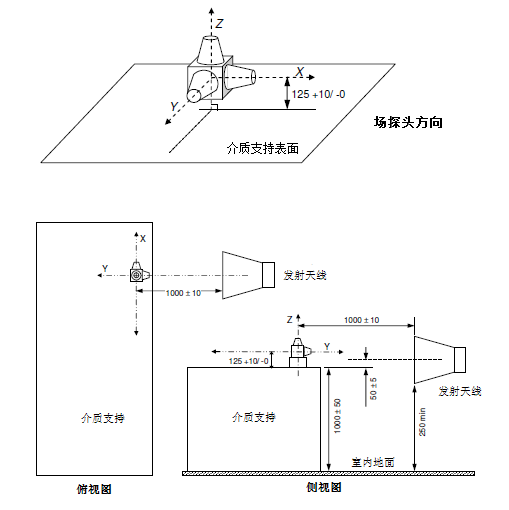 Z
X
Y
125 +10/ -0
场探头方向
介质支持表面
X
Y
发射天线
1000 ± 10
Z
1000 ± 10
Y
125 +10/ -0
50 ± 5
发射天线
介质支持
介质支持
1000 ± 50
250 min
室内地面
俯视图
侧视图